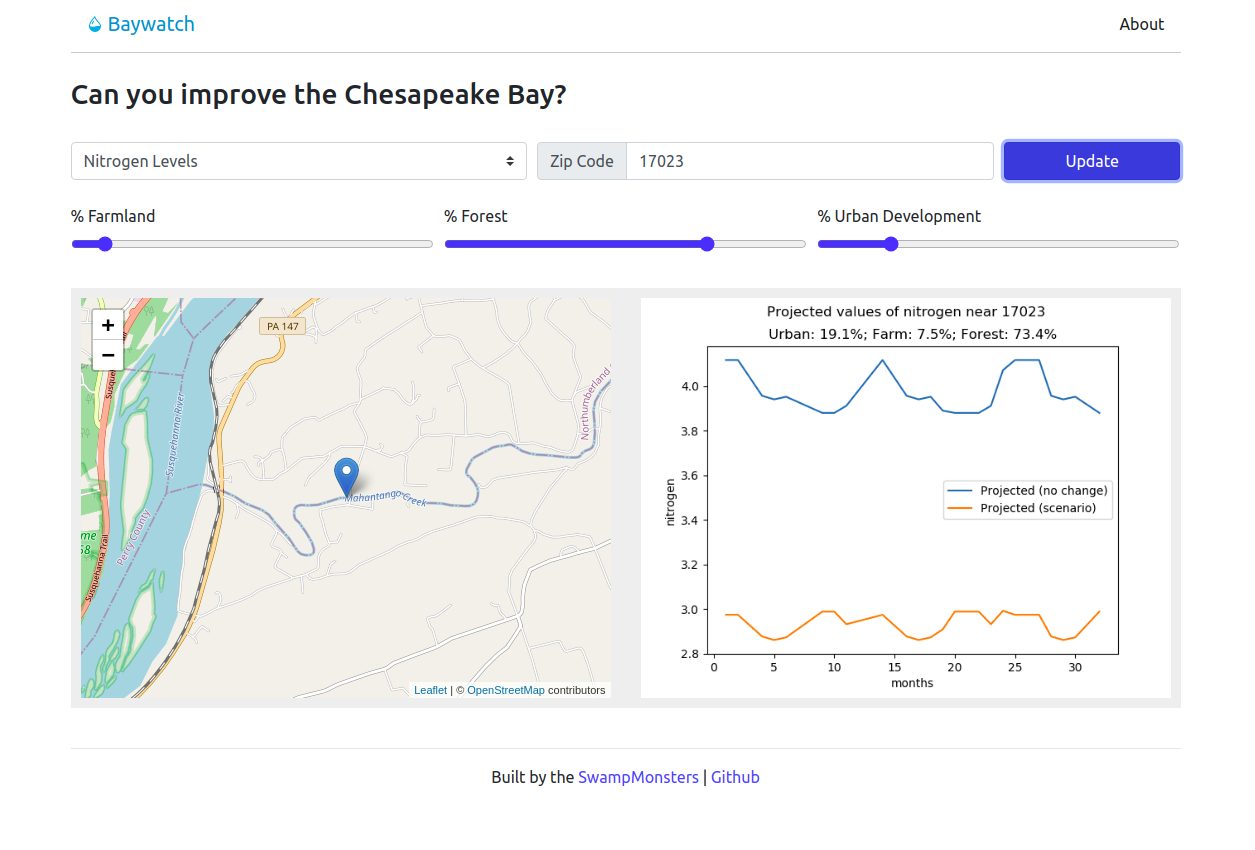 Baywatch
About
Can you improve the Chesapeake Bay?
Nitrogen Levels
Zip Code
17023
Update
% Farmland
% Forest
% Urban Development
+
−
PA 147
Susquehanna River
Northumberland
Mahantango Creek
Perry County
Susquehanna Trail
Leaflet | © OpenStreetMap contributors
Projected values of nitrogen near 17023
Urban: 19.1%; Farm: 7.5%; Forest: 73.4%
4.0
3.8
3.6
3.4
3.2
3.0
2.8
nitrogen
Projected (no change)
Projected (scenario)
0 5 10 15 20 25 30
months
Built by the SwampMonsters | Github